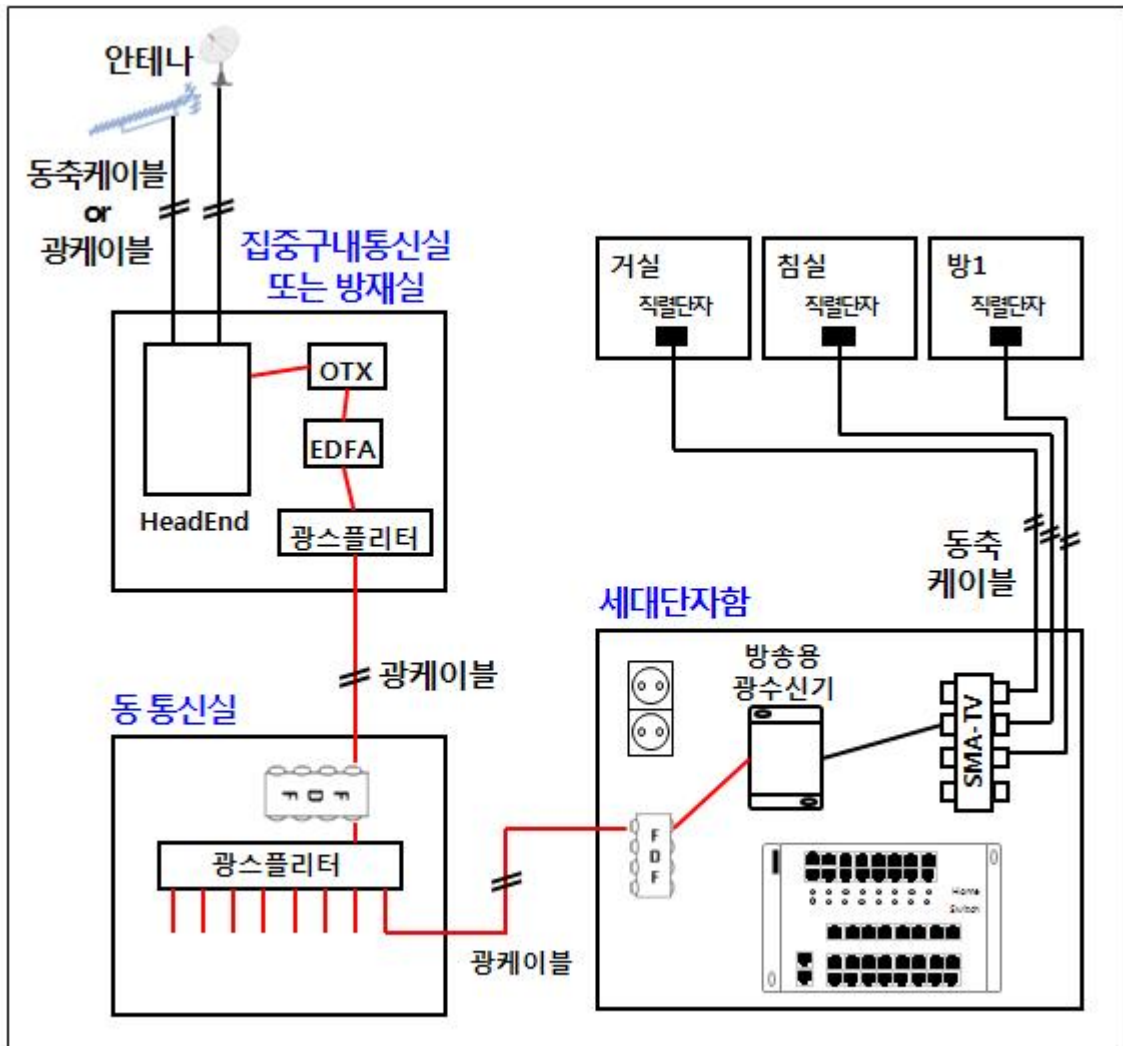 안테나
동축케이블
or
광케이블
집중구내통신실
또는 방재실
OTX
EDFA
HeadEnd
광스플리터
광케이블
동 통신실
FDF
광스플리터
광케이블
거실
직렬단자
침실
직렬단자
방1
직렬단자
동축
케이블
세대단자함
방송용
광수신기
SMA-TV
F
D
F
Home
Switch